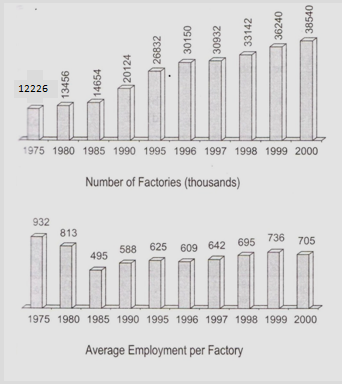 12226 13456 14654 20124 26832 30150 30932 33142 36240 38540
1975 1980 1985 1990 1995 1996 1997 1998 1999 2000
Number of Factories (thousands)
932 813 495 588 625 609 642 695 736 705
1975 1980 1985 1990 1995 1996 1997 1998 1999 2000
Average Employment per Factory